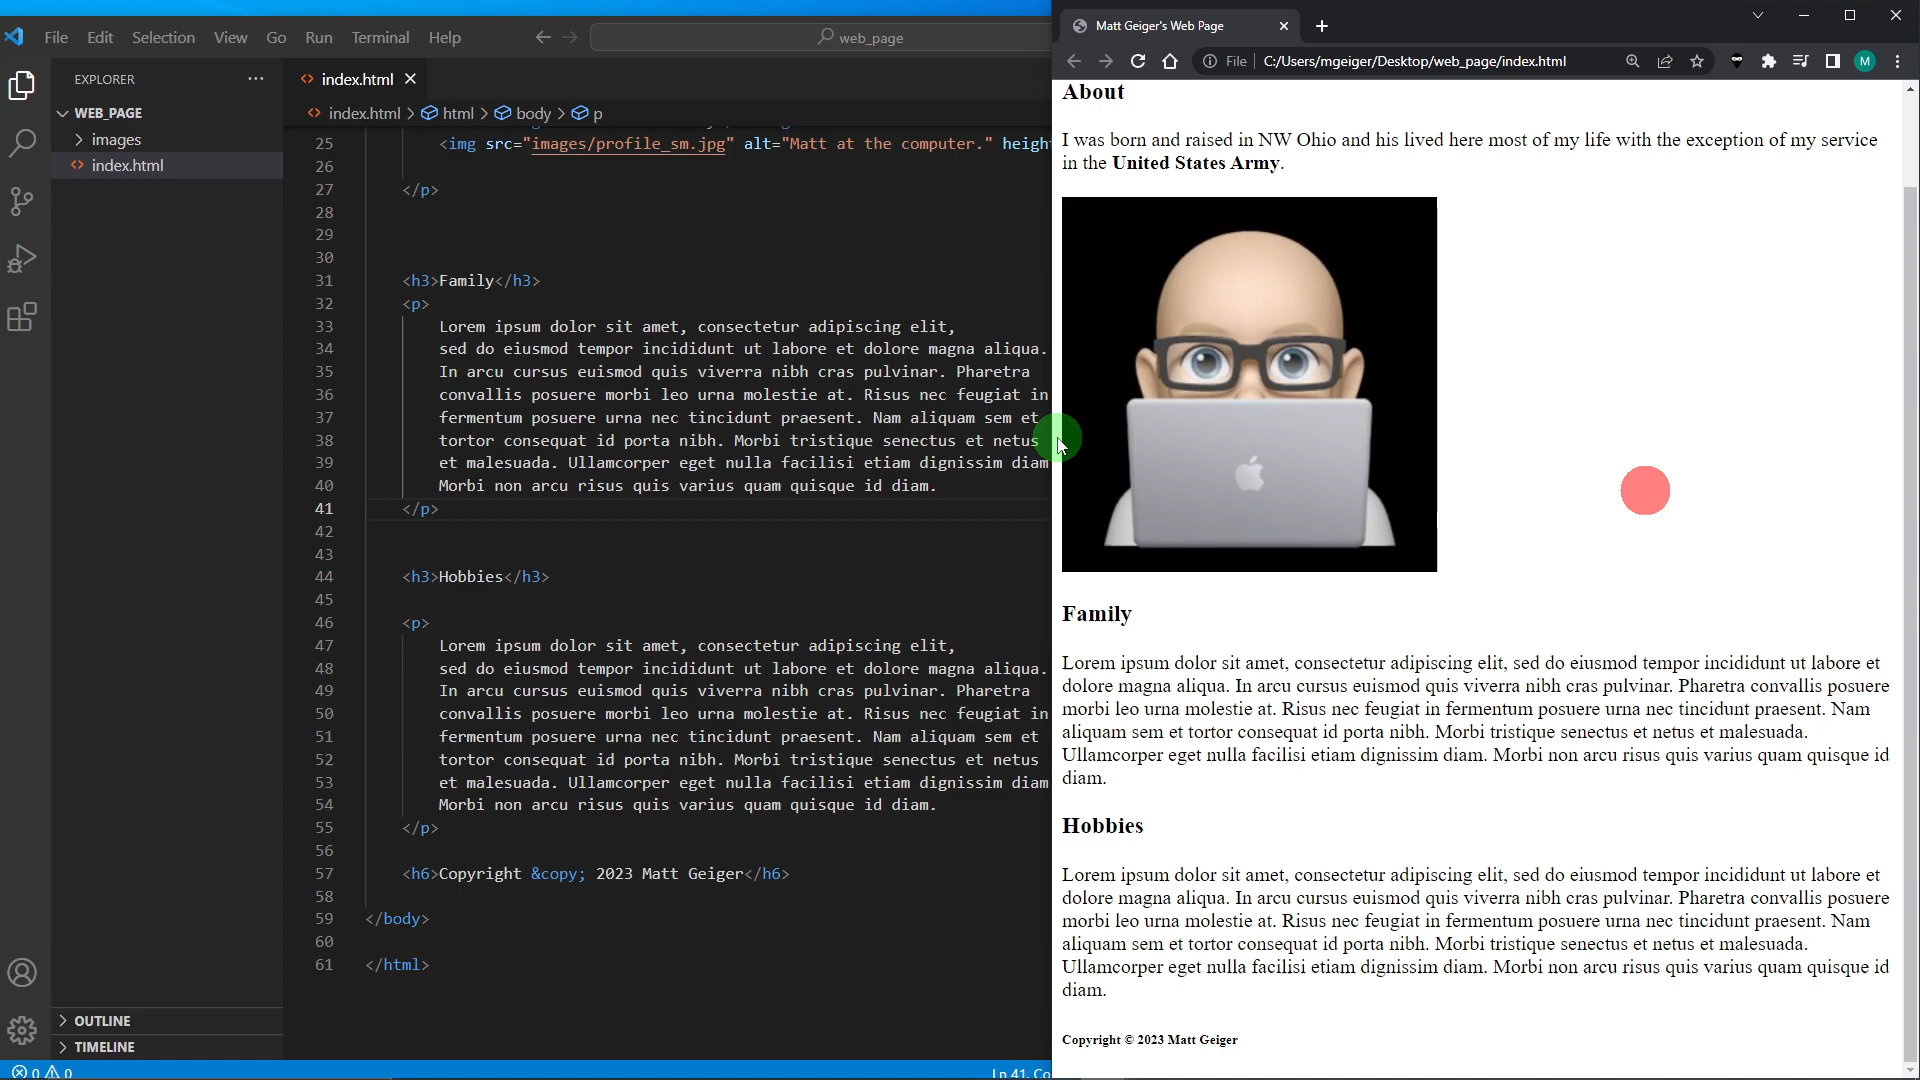 File Edit Selection View Go Run Terminal Help
web_page
EXPLORER
WEB_PAGE
images
index.html
OUTLINE
TIMELINE
index.html
index.html > html > body > p
25 <img src="images/profile_sm.jpg" alt="Matt at the computer." heigh
26
27 </p>
28
29
30
31 <h3>Family</h3>
32 <p>
33 Lorem ipsum dolor sit amet, consectetur adipiscing elit,
34 sed do eiusmod tempor incididunt ut labore et dolore magna aliqua.
35 In arcu cursus euismod quis viverra nibh cras pulvinar. Pharetra
36 convallis posuere morbi leo urna molestie at. Risus nec feugiat in
37 fermentum posuere urna nec tincidunt praesent. Nam aliquam sem et
38 tortor consequat id porta nibh. Morbi tristique senectus et netus
39 et malesuada. Ullamcorper eget nulla facilisi etiam dignissim diam
40 Morbi non arcu risus quis varius quam quisque id diam.
41 </p>
42
43
44 <h3>Hobbies</h3>
45
46 <p>
47 Lorem ipsum dolor sit amet, consectetur adipiscing elit,
48 sed do eiusmod tempor incididunt ut labore et dolore magna aliqua.
49 In arcu cursus euismod quis viverra nibh cras pulvinar. Pharetra
50 convallis posuere morbi leo urna molestie at. Risus nec feugiat in
51 fermentum posuere urna nec tincidunt praesent. Nam aliquam sem et
52 tortor consequat id porta nibh. Morbi tristique senectus et netus
53 et malesuada. Ullamcorper eget nulla facilisi etiam dignissim diam
54 Morbi non arcu risus quis varius quam quisque id diam.
55 </p>
56
57 <h6>Copyright &copy; 2023 Matt Geiger</h6>
58
59 </body>
60
61 </html>
0 0
Ln 41, Co
Matt Geiger's Web Page
File C:/Users/mgeiger/Desktop/web_page/index.html
M
About
I was born and raised in NW Ohio and his lived here most of my life with the exception of my service
in the United States Army.
Family
Lorem ipsum dolor sit amet, consectetur adipiscing elit, sed do eiusmod tempor incididunt ut labore et
dolore magna aliqua. In arcu cursus euismod quis viverra nibh cras pulvinar. Pharetra convallis posuere
morbi leo urna molestie at. Risus nec feugiat in fermentum posuere urna nec tincidunt praesent. Nam
aliquam sem et tortor consequat id porta nibh. Morbi tristique senectus et netus et malesuada.
Ullamcorper eget nulla facilisi etiam dignissim diam. Morbi non arcu risus quis varius quam quisque id
diam.
Hobbies
Lorem ipsum dolor sit amet, consectetur adipiscing elit, sed do eiusmod tempor incididunt ut labore et
dolore magna aliqua. In arcu cursus euismod quis viverra nibh cras pulvinar. Pharetra convallis posuere
morbi leo urna molestie at. Risus nec feugiat in fermentum posuere urna nec tincidunt praesent. Nam
aliquam sem et tortor consequat id porta nibh. Morbi tristique senectus et netus et malesuada.
Ullamcorper eget nulla facilisi etiam dignissim diam. Morbi non arcu risus quis varius quam quisque id
diam.
Copyright © 2023 Matt Geiger